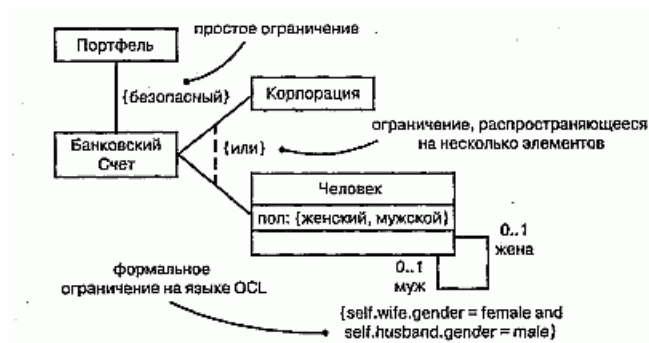 простое ограничение
Портфель
{безопасный}
Корпорация
ограничение, распространяющееся
на несколько элементов
Банковский
Счет
{или}
Человек
пол: {женский, мужской}
0..1
жена
0..1
муж
формальное
ограничение на языке OCL
{self.wife.gender = female and
self.husband.gender = male}